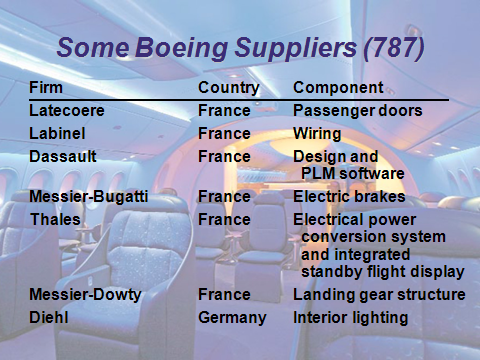 Some Boeing Suppliers (787)
Firm Country Component
Latecoere France Passenger doors
Labinel France Wiring
Dassault France Design and
PLM software
Messier-Bugatti France Electric brakes
Thales France Electrical power
conversion system
and integrated
standby flight display
Messier-Dowty France Landing gear structure
Diehl Germany Interior lighting